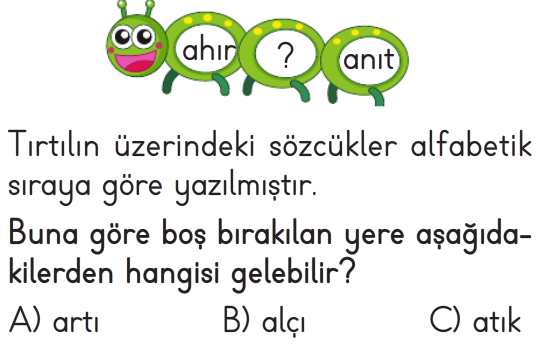 ahır ? anıt
Tırtılın üzerindeki sözcükler alfabetik
sıraya göre yazılmıştır.
Buna göre boş bırakılan yere aşağıda-
kilerden hangisi gelebilir?
A) artı B) alçı C) atık